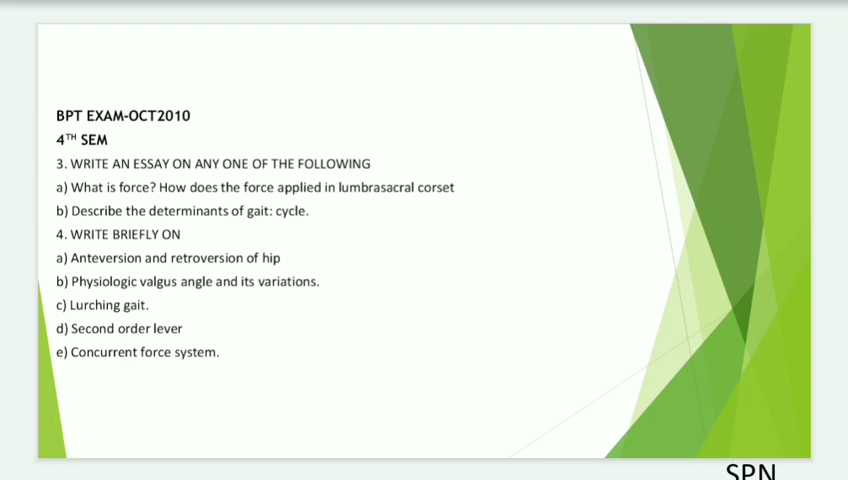 BPT EXAM-OCT2010
4TH SEM
3. WRITE AN ESSAY ON ANY ONE OF THE FOLLOWING
a) What is force? How does the force applied in lumbrasacral corset
b) Describe the determinants of gait: cycle.
4. WRITE BRIEFLY ON
a) Anteversion and retroversion of hip
b) Physiologic valgus angle and its variations.
c) Lurching gait.
d) Second order lever
e) Concurrent force system.
SPN